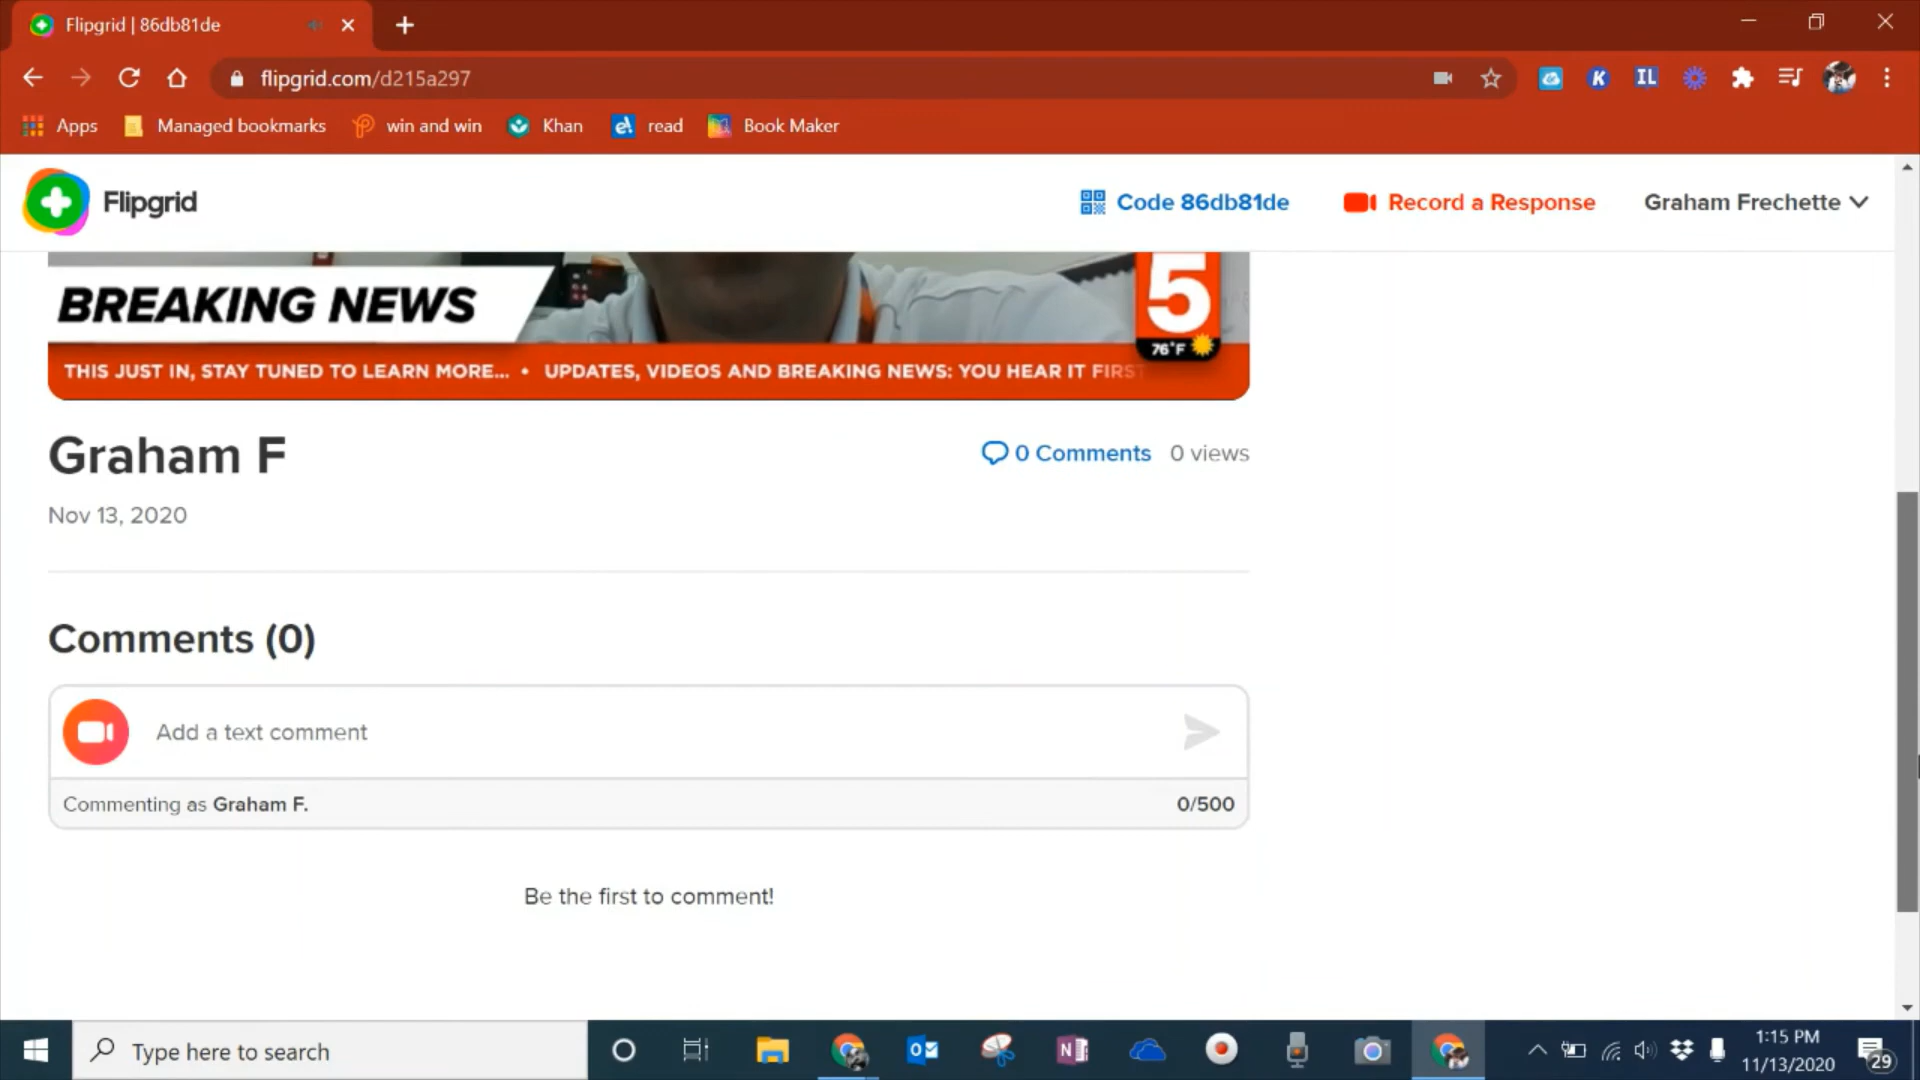 Flipgrid | 86db81de
flipgrid.com/d215a297
K
IL
Apps
Managed bookmarks
win and win
Khan
read
Book Maker
Flipgrid
Code 86db81de
Record a Response
Graham Frechette
BREAKING NEWS
5
76°F
THIS JUST IN, STAY TUNED TO LEARN MORE... • UPDATES, VIDEOS AND BREAKING NEWS: YOU HEAR IT FIRST
Graham F
0 Comments
0 views
Nov 13, 2020
Comments (0)
Add a text comment
Commenting as Graham F.
0/500
Be the first to comment!
Type here to search
1:15 PM
11/13/2020
29